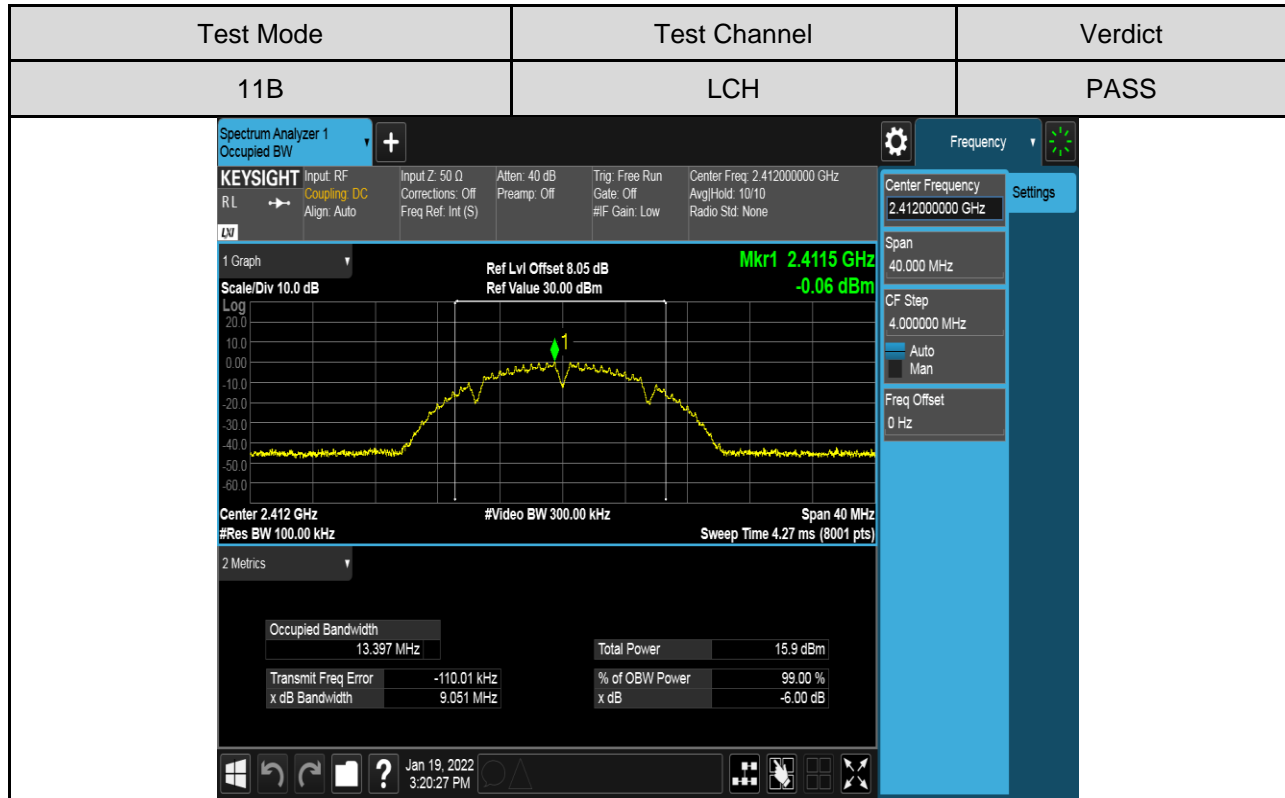 Test Mode Test Channel Verdict
11B LCH PASS
Spectrum Analyzer 1
Occupied BW
+
Frequency
KEYSIGHT
RL
LXI
Input: RF
Coupling: DC
Align: Auto
Input Z: 50 Ω
Corrections: Off
Freq Ref: Int (S)
Atten: 40 dB
Preamp: Off
Trig: Free Run
Gate: Off
#IF Gain: Low
Center Freq: 2.412000000 GHz
Avg|Hold: 10/10
Radio Std: None
Center Frequency
2.412000000 GHz
Settings
Span
40.000 MHz
CF Step
4.000000 MHz
Auto
Man
Freq Offset
0 Hz
1 Graph
Scale/Div 10.0 dB
Ref Lvl Offset 8.05 dB
Ref Value 30.00 dBm
Mkr1 2.4115 GHz
-0.06 dBm
Log
20.0
10.0
0.00
-10.0
-20.0
-30.0
-40.0
-50.0
-60.0
1
Center 2.412 GHz #Video BW 300.00 kHz Span 40 MHz
#Res BW 100.00 kHz Sweep Time 4.27 ms (8001 pts)
2 Metrics
Occupied Bandwidth
13.397 MHz
Total Power 15.9 dBm
Transmit Freq Error -110.01 kHz % of OBW Power 99.00 %
x dB Bandwidth 9.051 MHz x dB -6.00 dB
?
Jan 19, 2022
3:20:27 PM